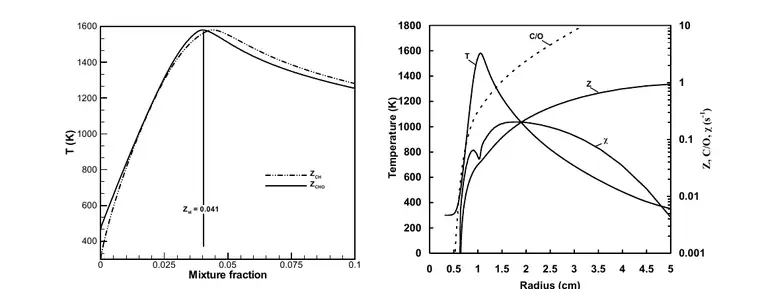 1600
1400
1200
1000
800
600
400
T (K)
Z_CH
Z_CHO
Z_st = 0.041
0 0.025 0.05 0.075 0.1
Mixture fraction
1800
1600
1400
1200
1000
800
600
400
200
0
Temperature (K)
C/O
T
Z
χ
10
1
0.1
0.01
0.001
Z, C/O, χ (s⁻¹)
0 0.5 1 1.5 2 2.5 3 3.5 4 4.5 5
Radius (cm)